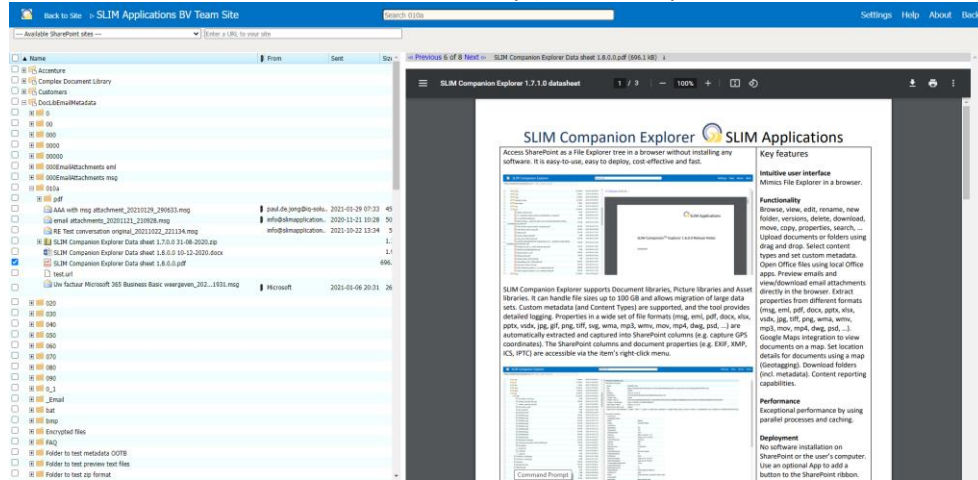 Back to Site ▹ SLIM Applications BV Team Site
Search 010a
Settings Help About Back
--- Available SharePoint sites ---
Enter a URL to your site
Name From Sent Size
Accenture
Complex Document Library
Customers
DocLibEmailMetadata
0
00
000
0000
00000
000EmailAttachments eml
000EmailAttachments msg
010a
pdf
AAA with msg attachment_20210129_290633.msg paul.de.jong@iq-solu.. 2021-01-29 07:33 45
email attachments_20201121_210928.msg info@slimapplication.. 2020-11-21 10:28 50
RE Test conversation original_20211022_221134.msg info@slimapplication.. 2021-10-22 13:34 5
SLIM Companion Explorer Data sheet 1.7.0.0 31-08-2020.zip 1.
SLIM Companion Explorer Data sheet 1.8.0.0 10-12-2020.docx 1.
SLIM Companion Explorer Data sheet 1.8.0.0.pdf 696.
test.url
Uw factuur Microsoft 365 Business Basic weergeven_202...1931.msg Microsoft 2021-01-06 20:31 26
020
030
040
050
060
070
080
090
0_1
_Email
bat
bmp
Encrypted files
FAQ
Folder to test metadata OOTB
Folder to test preview text files
Folder to test zip format
Previous 6 of 8 Next SLIM Companion Explorer Data sheet 1.8.0.0.pdf (696.1 kB)
SLIM Companion Explorer 1.7.1.0 datasheet 1 / 3 100%
SLIM Companion Explorer SLIM Applications
Access SharePoint as a File Explorer tree in a browser without installing any
software. It is easy-to-use, easy to deploy, cost-effective and fast.
SLIM Applications
SLIM Companion Explorer supports Document libraries, Picture libraries and Asset
libraries. It can handle file sizes up to 100 GB and allows migration of large data
sets. Custom metadata (and Content Types) are supported, and the tool provides
detailed logging. Properties in a wide set of file formats (msg, eml, pdf, docx, xlsx,
pptx, vsdx, jpg, gif, png, tiff, svg, wma, mp3, wmv, mov, mp4, dwg, psd, ...) are
automatically extracted and captured into SharePoint columns (e.g. capture GPS
coordinates). The SharePoint columns and document properties (e.g. EXIF, XMP,
ICS, IPTC) are accessible via the item's right-click menu.
Command Prompt
Key features
Intuitive user interface
Mimics File Explorer in a browser.
Functionality
Browse, view, edit, rename, new
folder, versions, delete, download,
move, copy, properties, search, ...
Upload documents or folders using
drag and drop. Select content
types and set custom metadata.
Open Office files using local Office
apps. Preview emails and
view/download email attachments
directly in the browser. Extract
properties from different formats
(msg, eml, pdf, docx, pptx, xlsx,
vsdx, jpg, tiff, png, wma, wmv,
mp3, mov, mp4, dwg, psd, ...).
Google Maps integration to view
documents on a map. Set location
details for documents using a map
(Geotagging). Download folders
(incl. metadata). Content reporting
capabilities.
Performance
Exceptional performance by using
parallel processes and caching.
Deployment
No software installation on
SharePoint or the user's computer.
Use an optional App to add a
button to the SharePoint ribbon.